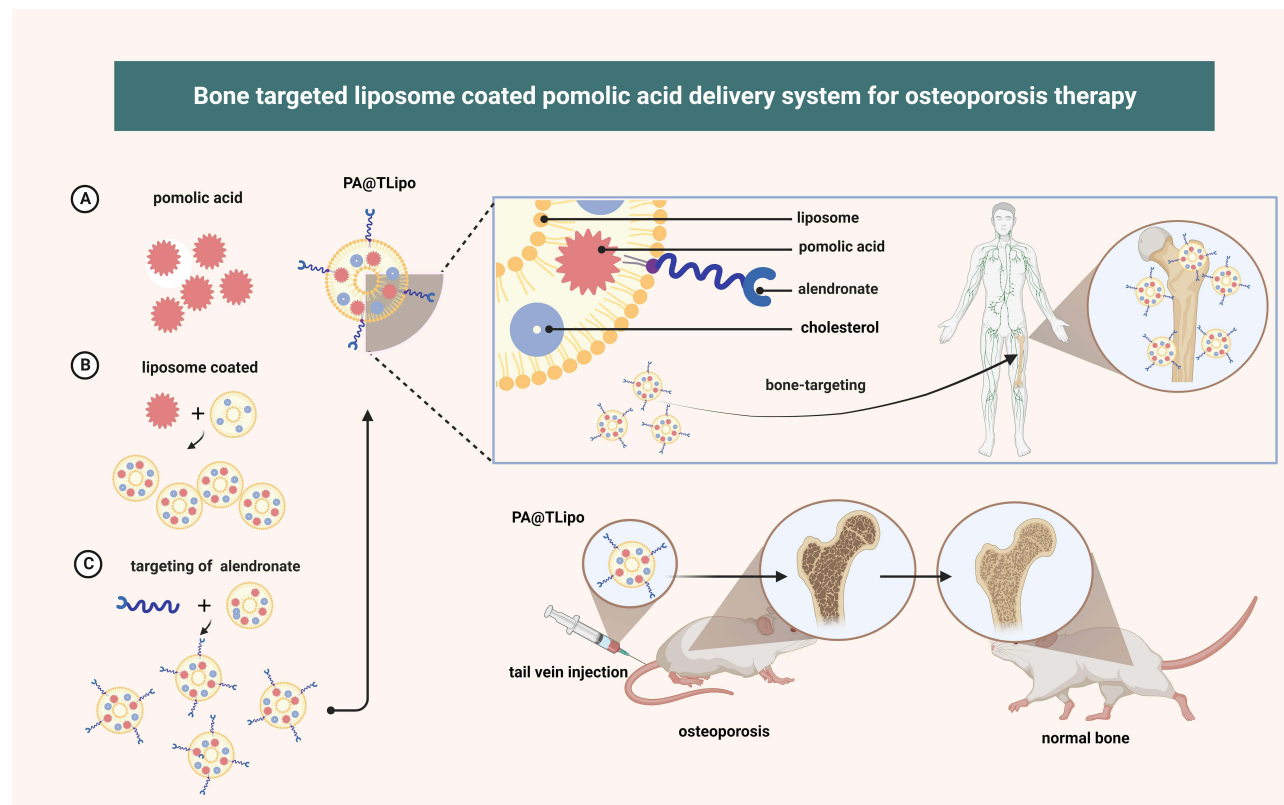 Bone targeted liposome coated pomolic acid delivery system for osteoporosis therapy
A
pomolic acid
PA@TLipo
B
liposome coated
+
C
targeting of alendronate
+
liposome
pomolic acid
alendronate
cholesterol
bone-targeting
PA@TLipo
tail vein injection
osteoporosis
normal bone